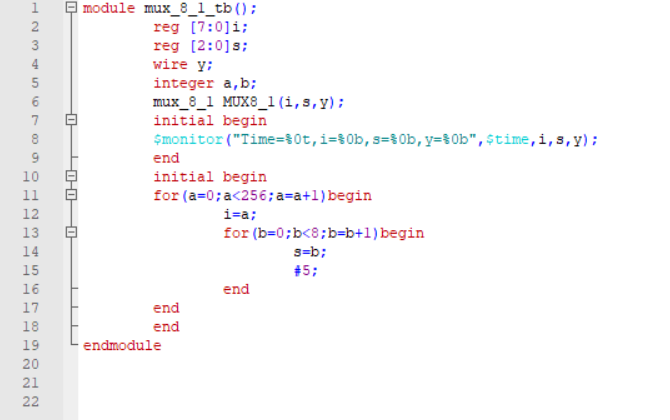 1 module mux_8_1_tb();
2 reg [7:0]i;
3 reg [2:0]s;
4 wire y;
5 integer a,b;
6 mux_8_1 MUX8_1(i,s,y);
7 initial begin
8 $monitor("Time=%0t,i=%0b,s=%0b,y=%0b",$time,i,s,y);
9 end
10 initial begin
11 for(a=0;a<256;a=a+1)begin
12 i=a;
13 for(b=0;b<8;b=b+1)begin
14 s=b;
15 #5;
16 end
17 end
18 end
19 endmodule
20
21
22